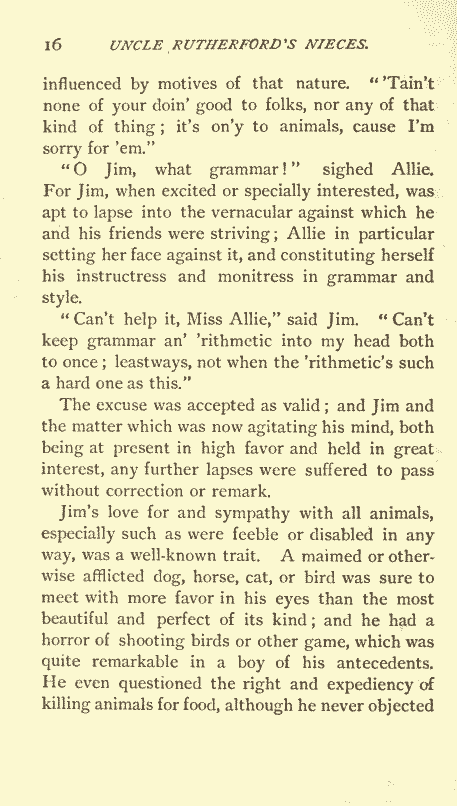 16 UNCLE RUTHERFORD'S NIECES.
influenced by motives of that nature. "'Tain't
none of your doin' good to folks, nor any of that
kind of thing; it's on'y to animals, cause I'm
sorry for 'em."
"O Jim, what grammar!" sighed Allie.
For Jim, when excited or specially interested, was
apt to lapse into the vernacular against which he
and his friends were striving; Allie in particular
setting her face against it, and constituting herself
his instructress and monitress in grammar and
style.
"Can't help it, Miss Allie," said Jim. "Can't
keep grammar an' 'rithmetic into my head both
to once; leastways, not when the 'rithmetic's such
a hard one as this."
The excuse was accepted as valid; and Jim and
the matter which was now agitating his mind, both
being at present in high favor and held in great
interest, any further lapses were suffered to pass
without correction or remark.
Jim's love for and sympathy with all animals,
especially such as were feeble or disabled in any
way, was a well-known trait. A maimed or other-
wise afflicted dog, horse, cat, or bird was sure to
meet with more favor in his eyes than the most
beautiful and perfect of its kind; and he had a
horror of shooting birds or other game, which was
quite remarkable in a boy of his antecedents.
He even questioned the right and expediency of
killing animals for food, although he never objected